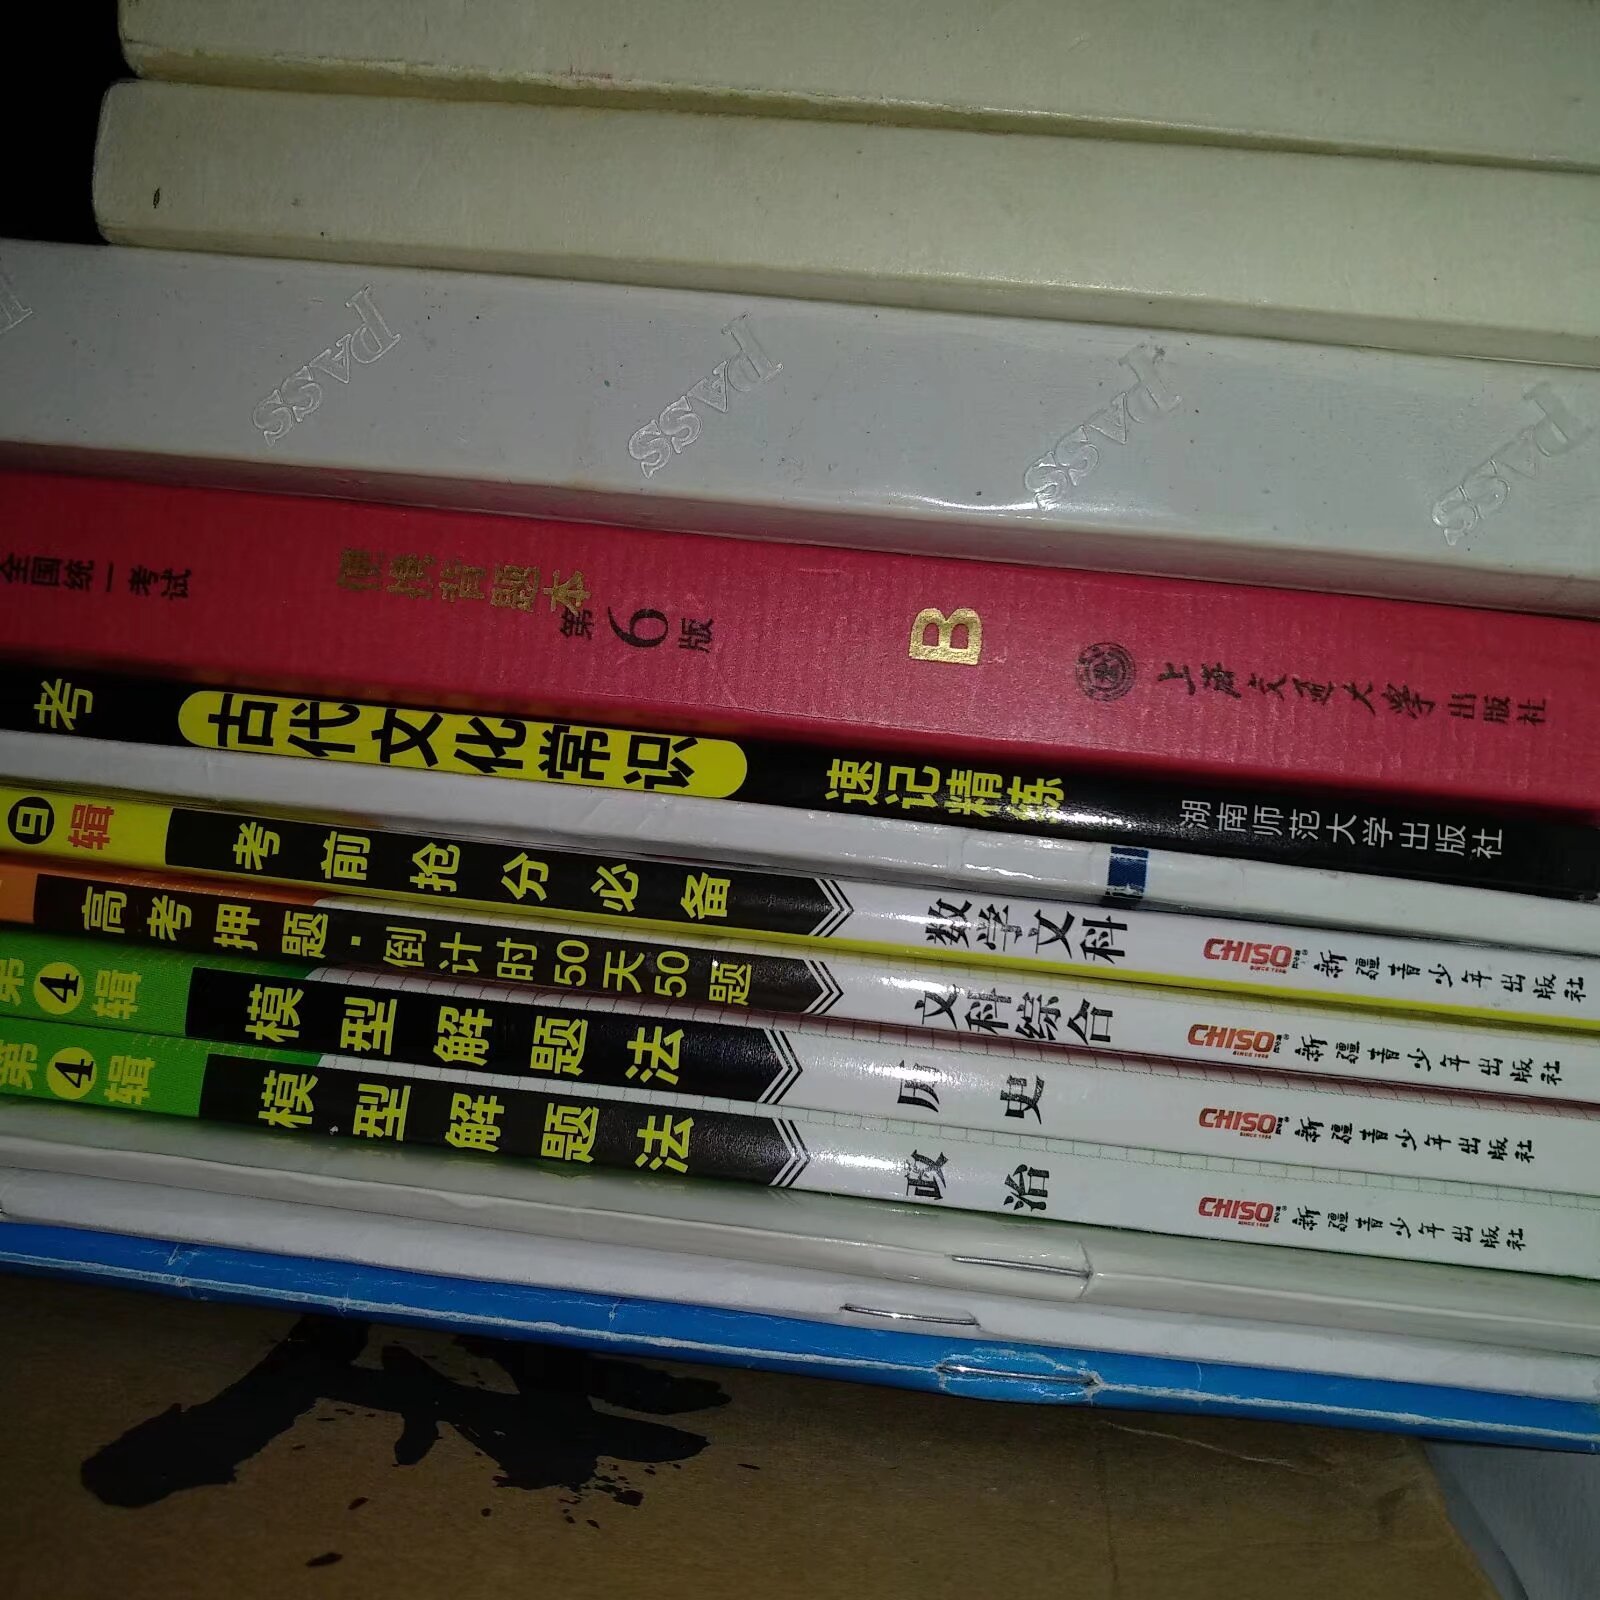 PASS PASS PASS PASS
全国统一考试 便携背题本 第6版 B 上海交通大学出版社
考 古代文化常识 速记精练 湖南师范大学出版社
辑 考前抢分必备 数学文科 CHISO 新疆青少年出版社
高考押题·倒计时50天50题 文科综合 CHISO 新疆青少年出版社
第4辑 模型解题法 历史 CHISO 新疆青少年出版社
第4辑 模型解题法 政治 CHISO 新疆青少年出版社